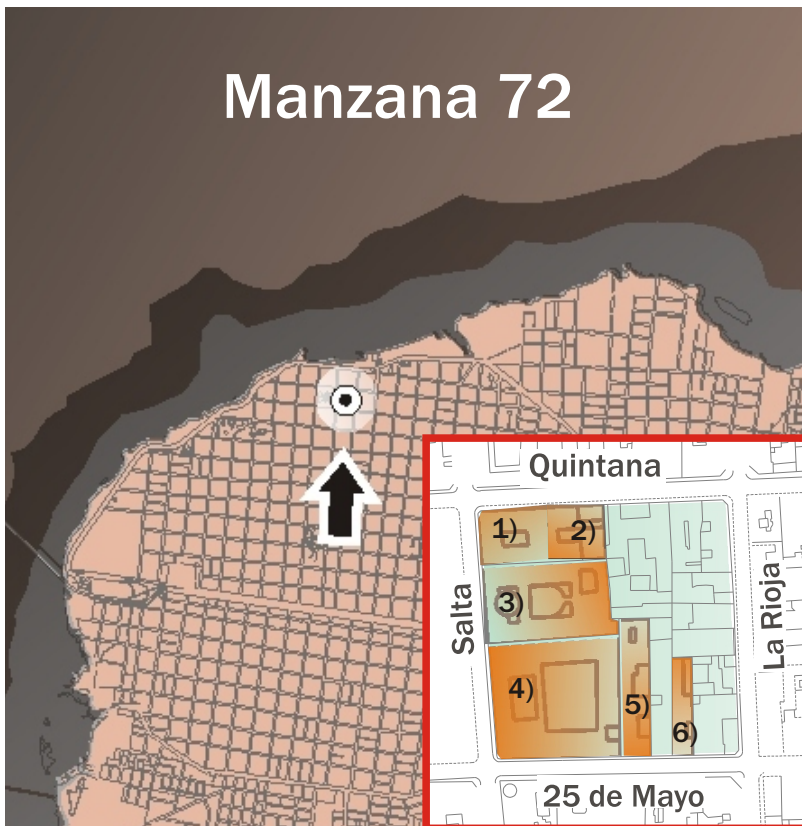 Manzana 72
Quintana
1)
2)
Salta
3)
La Rioja
4)
5)
6)
25 de Mayo